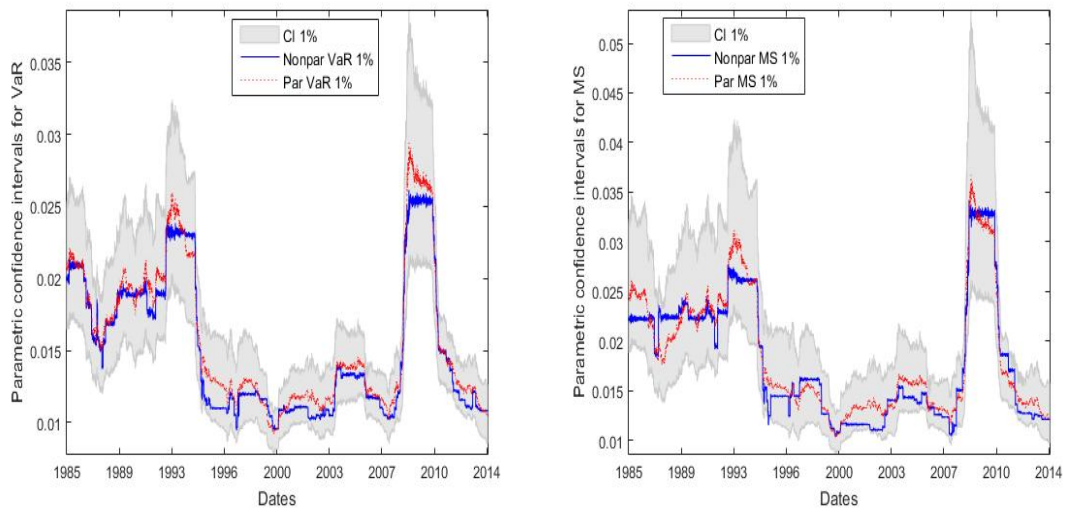 Parametric confidence intervals for VaR
0.035
0.03
0.025
0.02
0.015
0.01
CI 1%
Nonpar VaR 1%
Par VaR 1%
1985 1989 1993 1996 2000 2003 2007 2010 2014
Dates
Parametric confidence intervals for MS
0.05
0.045
0.04
0.035
0.03
0.025
0.02
0.015
0.01
CI 1%
Nonpar MS 1%
Par MS 1%
1985 1989 1993 1996 2000 2003 2007 2010 2014
Dates